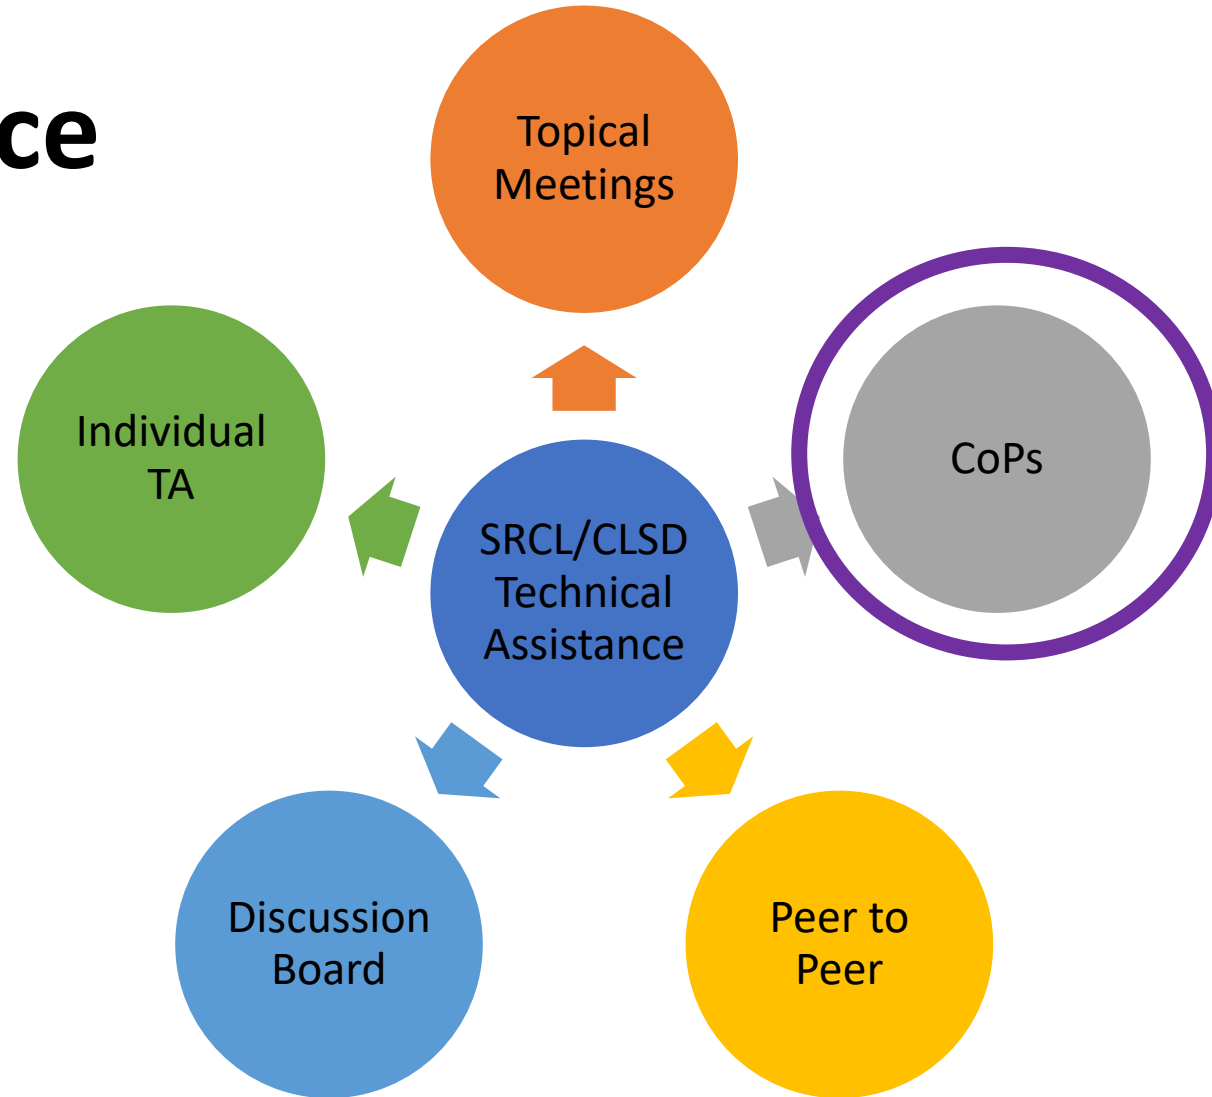 ce
Topical
Meetings
Individual
TA
CoPs
SRCL/CLSD
Technical
Assistance
Discussion
Board
Peer to
Peer